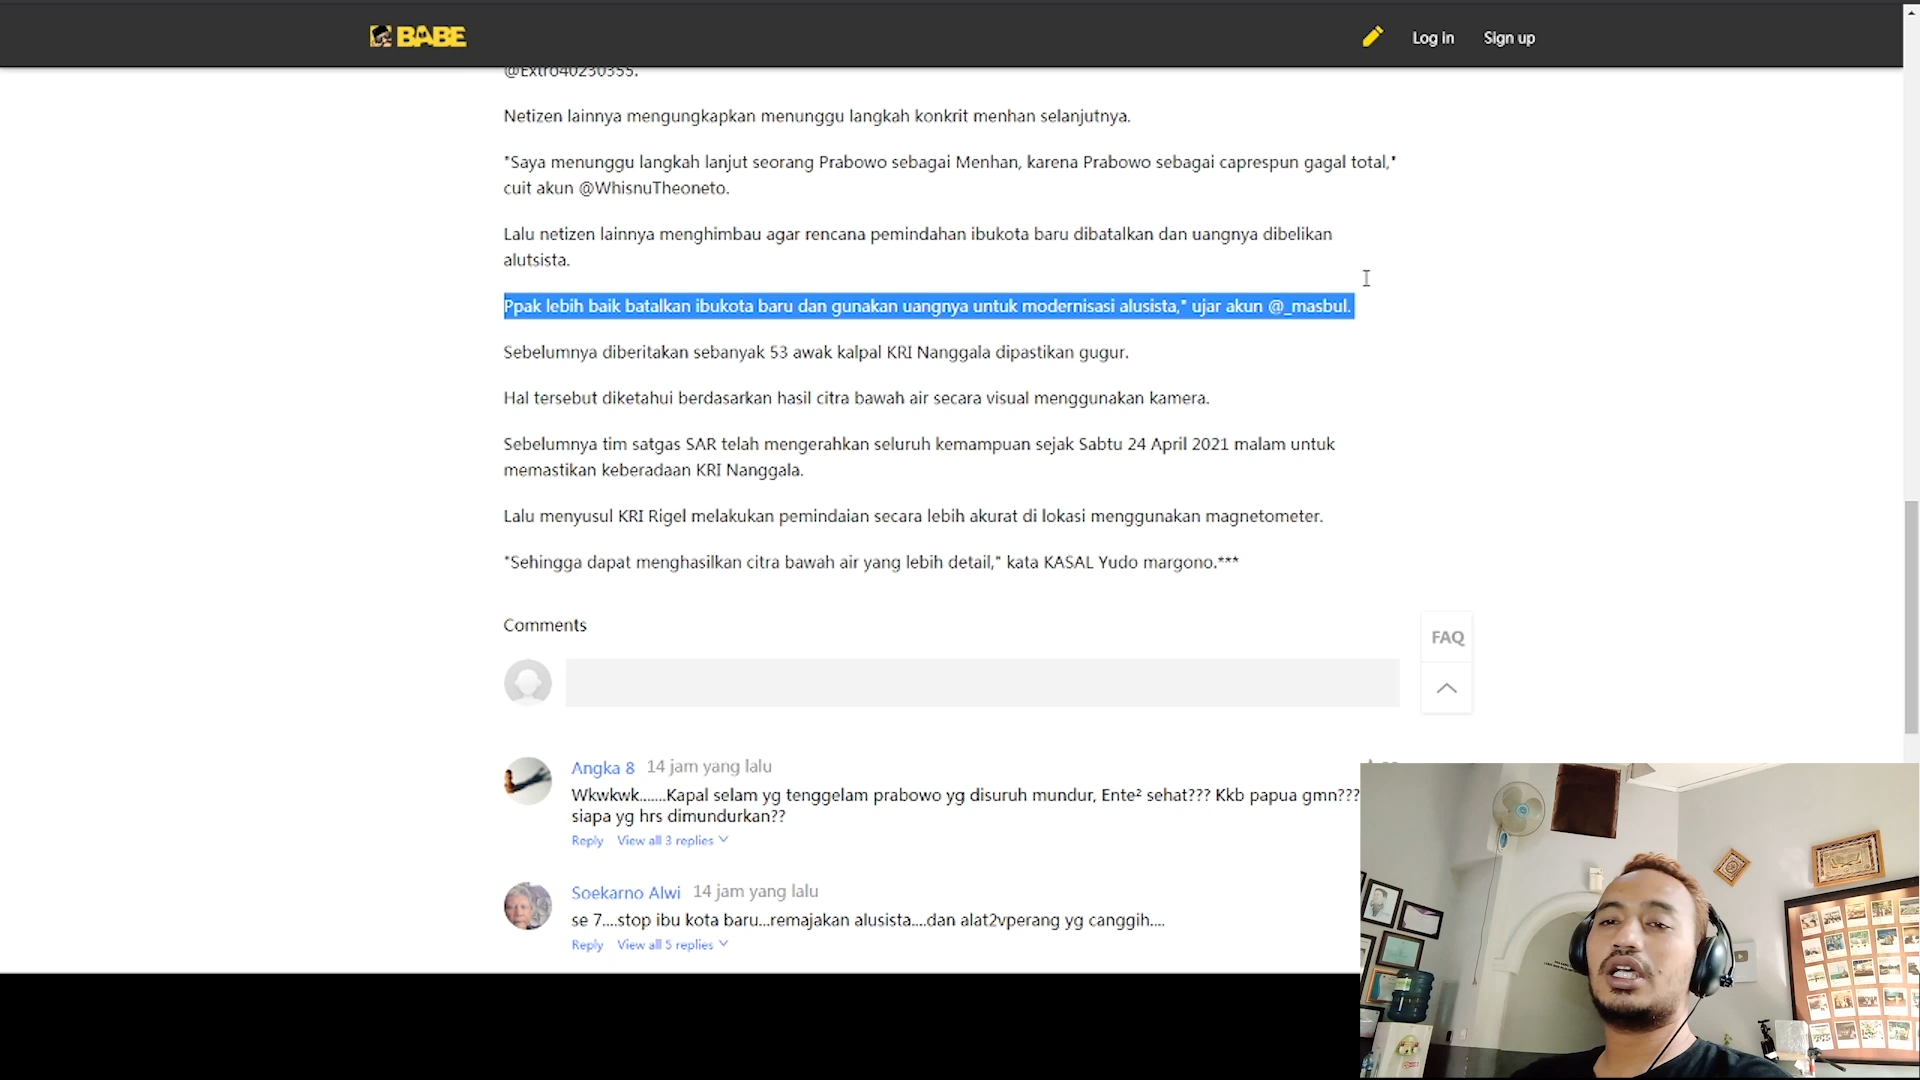 BABE
Log in
Sign up
@Extro40230355.
Netizen lainnya mengungkapkan menunggu langkah konkrit menhan selanjutnya.
"Saya menunggu langkah lanjut seorang Prabowo sebagai Menhan, karena Prabowo sebagai caprespun gagal total,"
cuit akun @WhisnuTheoneto.
Lalu netizen lainnya menghimbau agar rencana pemindahan ibukota baru dibatalkan dan uangnya dibelikan
alutsista.
Ppak lebih baik batalkan ibukota baru dan gunakan uangnya untuk modernisasi alusista," ujar akun @_masbul.
Sebelumnya diberitakan sebanyak 53 awak kalpal KRI Nanggala dipastikan gugur.
Hal tersebut diketahui berdasarkan hasil citra bawah air secara visual menggunakan kamera.
Sebelumnya tim satgas SAR telah mengerahkan seluruh kemampuan sejak Sabtu 24 April 2021 malam untuk
memastikan keberadaan KRI Nanggala.
Lalu menyusul KRI Rigel melakukan pemindaian secara lebih akurat di lokasi menggunakan magnetometer.
"Sehingga dapat menghasilkan citra bawah air yang lebih detail," kata KASAL Yudo margono.***
Comments
FAQ
Angka 8 14 jam yang lalu
Wkwkwk.......Kapal selam yg tenggelam prabowo yg disuruh mundur, Ente² sehat??? Kkb papua gmn???
siapa yg hrs dimundurkan??
Reply View all 3 replies
Soekarno Alwi 14 jam yang lalu
se 7....stop ibu kota baru...remajakan alusista....dan alat2vperang yg canggih....
Reply View all 5 replies